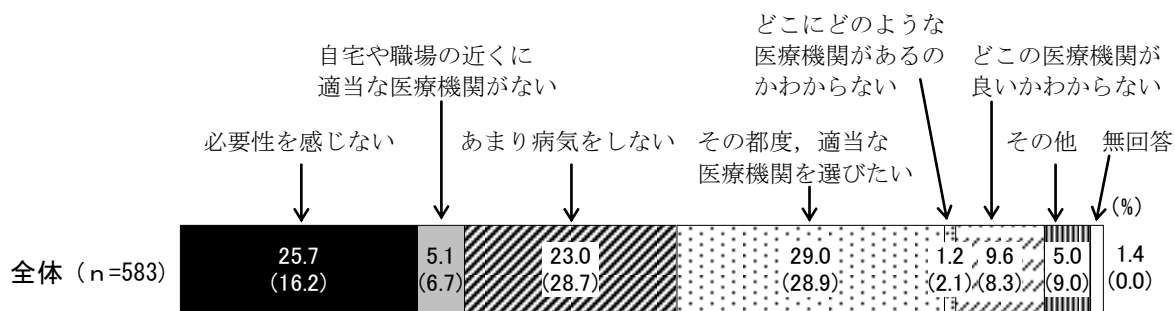 どこにどのような
医療機関があるの
かわからない
自宅や職場の近くに
適当な医療機関がない
どこの医療機関が
良いかわからない
必要性を感じない
あまり病気をしない
その都度，適当な
医療機関を選びたい
その他
無回答
(%)
全体（ｎ=583）
25.7
(16.2)
5.1
(6.7)
23.0
(28.7)
29.0
(28.9)
1.2
(2.1)
9.6
(8.3)
5.0
(9.0)
1.4
(0.0)